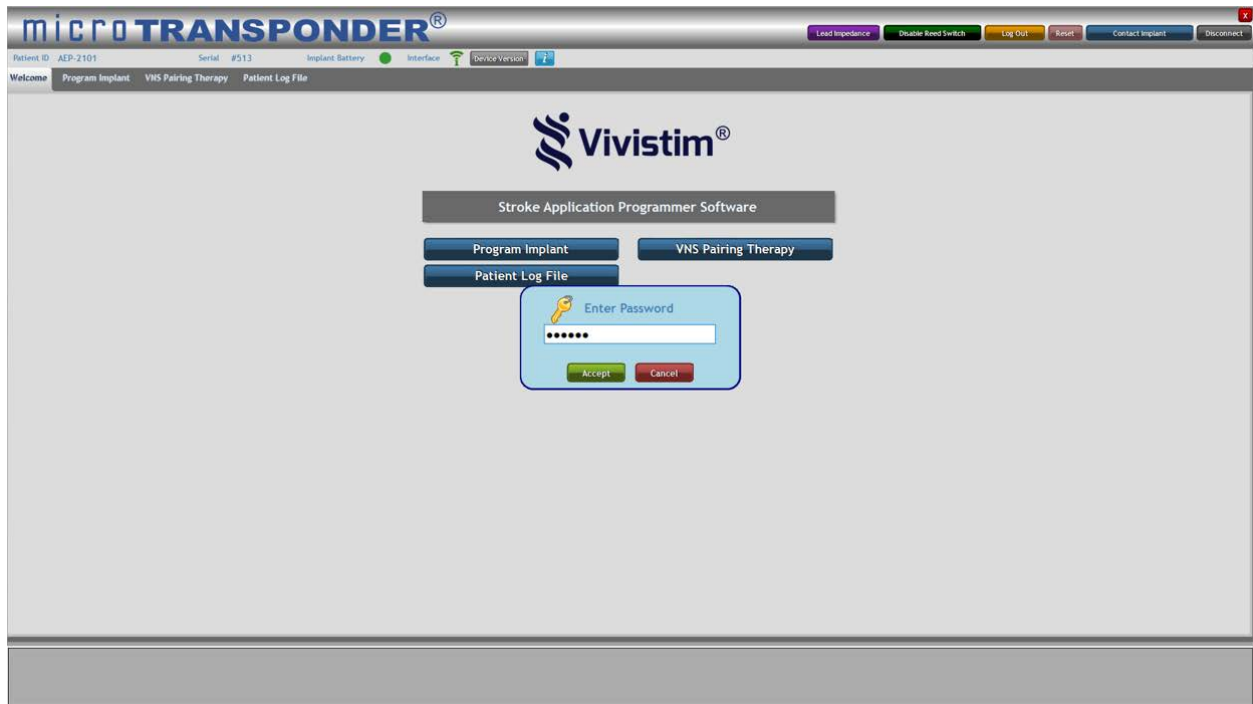 microTRANSPONDER®
X
Lead Impedance Disable Reed Switch Log Out Reset Contact Implant Disconnect
Patient ID AEP-2101 Serial #513 Implant Battery Interface Device Version i
Welcome Program Implant VNS Pairing Therapy Patient Log File
Vivistim®
Stroke Application Programmer Software
Program Implant VNS Pairing Therapy
Patient Log File
Enter Password
••••••
Accept Cancel